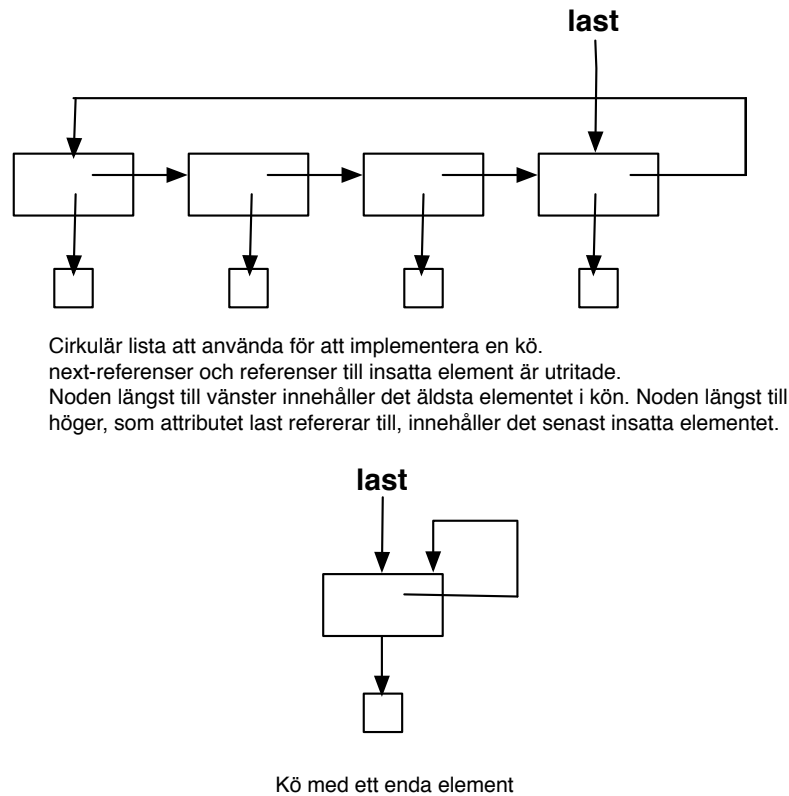 last
Cirkulär lista att använda för att implementera en kö.
next-referenser och referenser till insatta element är utritade.
Noden längst till vänster innehåller det äldsta elementet i kön. Noden längst till
höger, som attributet last refererar till, innehåller det senast insatta elementet.
last
Kö med ett enda element